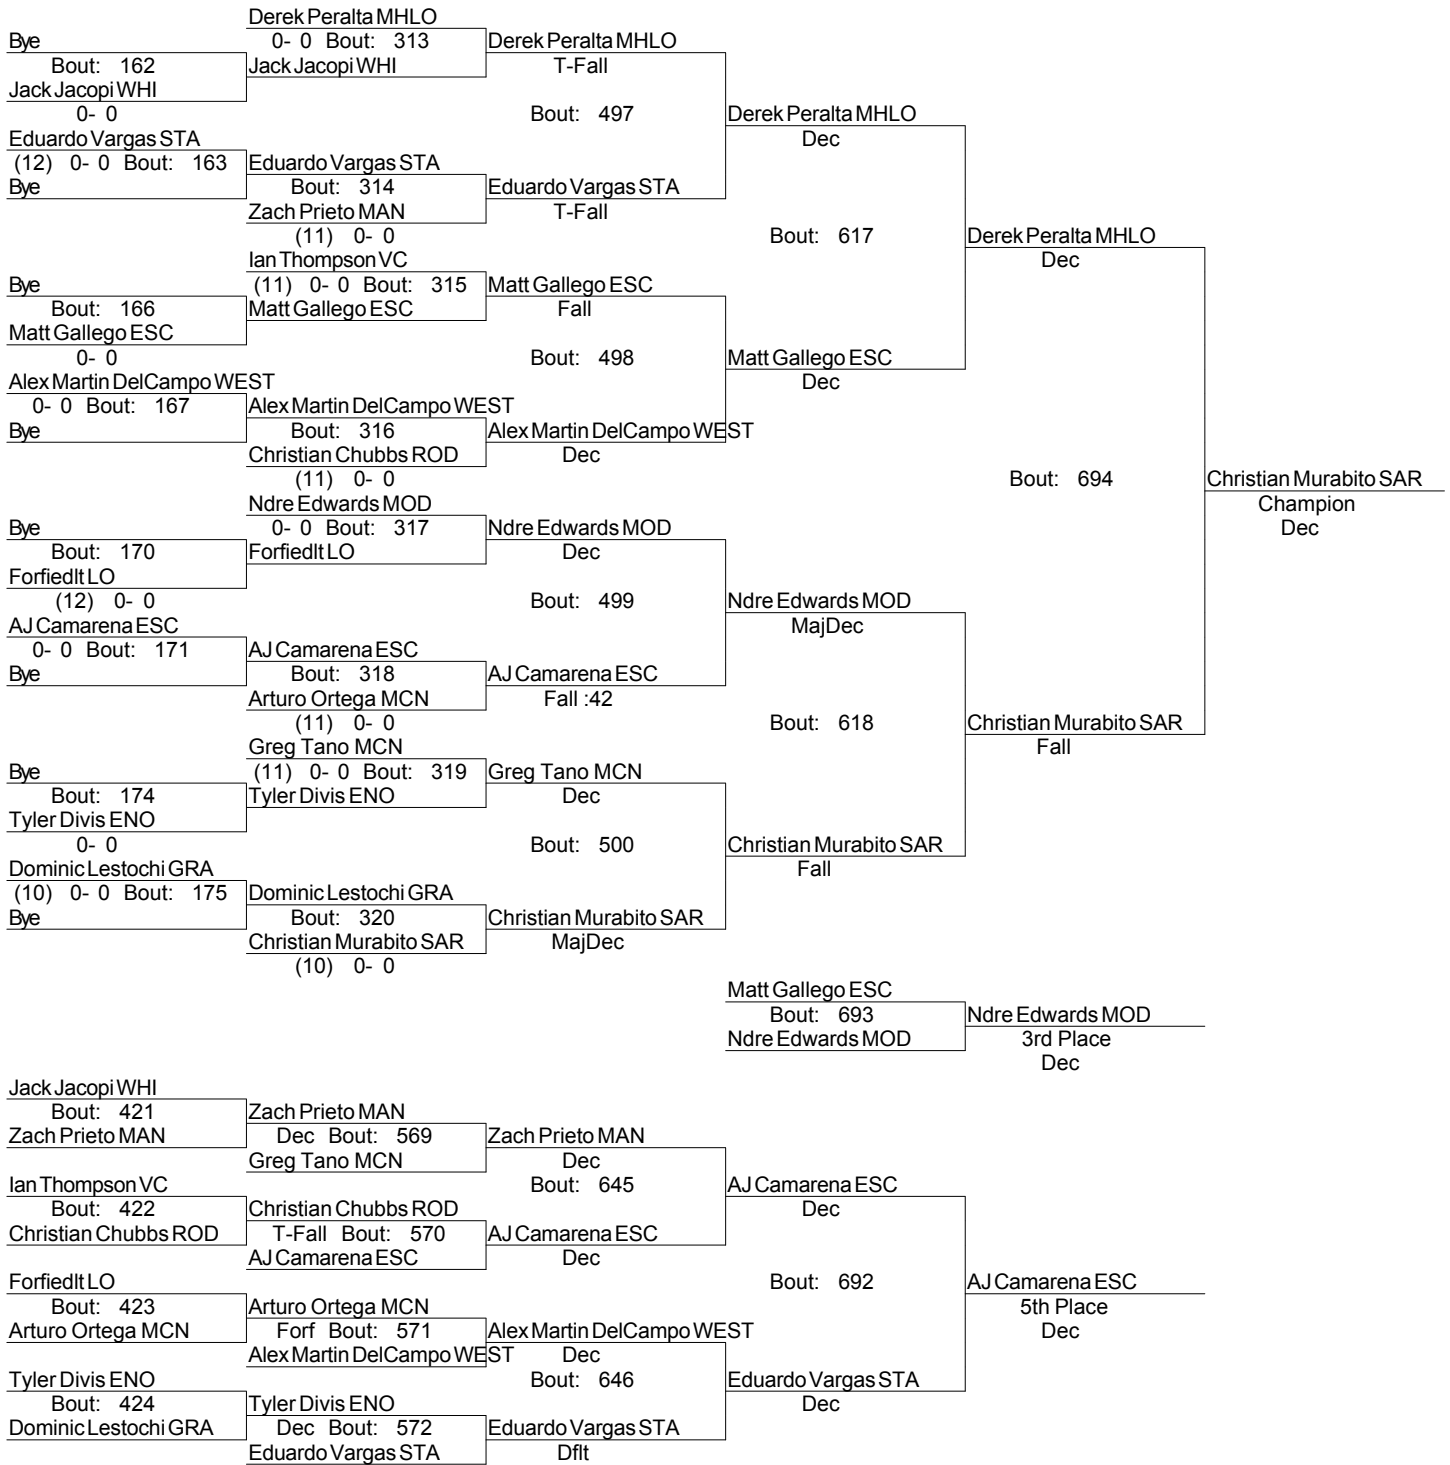 Derek Peralta MHLO
Bye 0- 0 Bout: 313 Derek Peralta MHLO
Bout: 162 Jack Jacopi WHI T-Fall
Jack Jacopi WHI
0- 0 Bout: 497 Derek Peralta MHLO
Eduardo Vargas STA Dec
(12) 0- 0 Bout: 163 Eduardo Vargas STA
Bye Bout: 314 Eduardo Vargas STA
Zach Prieto MAN T-Fall
(11) 0- 0 Bout: 617 Derek Peralta MHLO
Ian Thompson VC Dec
Bye (11) 0- 0 Bout: 315 Matt Gallego ESC
Bout: 166 Matt Gallego ESC Fall
Matt Gallego ESC
0- 0 Bout: 498 Matt Gallego ESC
Alex Martin DelCampo WEST Dec
0- 0 Bout: 167 Alex Martin DelCampo WEST
Bye Bout: 316 Alex Martin DelCampo WEST
Christian Chubbs ROD Dec
(11) 0- 0 Bout: 694 Christian Murabito SAR
Ndre Edwards MOD Champion
Bye 0- 0 Bout: 317 Ndre Edwards MOD Dec
Bout: 170 Forfiedlt LO Dec
Forfiedlt LO
(12) 0- 0 Bout: 499 Ndre Edwards MOD
AJ Camarena ESC MajDec
0- 0 Bout: 171 AJ Camarena ESC
Bye Bout: 318 AJ Camarena ESC
Arturo Ortega MCN Fall :42
(11) 0- 0 Bout: 618 Christian Murabito SAR
Greg Tano MCN Fall
Bye (11) 0- 0 Bout: 319 Greg Tano MCN
Bout: 174 Tyler Divis ENO Dec
Tyler Divis ENO
0- 0 Bout: 500 Christian Murabito SAR
Dominic Lestochi GRA Fall
(10) 0- 0 Bout: 175 Dominic Lestochi GRA
Bye Bout: 320 Christian Murabito SAR
Christian Murabito SAR MajDec
(10) 0- 0
Matt Gallego ESC
Bout: 693 Ndre Edwards MOD
Ndre Edwards MOD 3rd Place
Dec
Jack Jacopi WHI
Bout: 421 Zach Prieto MAN
Zach Prieto MAN Dec Bout: 569 Zach Prieto MAN
Greg Tano MCN Dec
Ian Thompson VC Bout: 645 AJ Camarena ESC
Bout: 422 Christian Chubbs ROD Dec
Christian Chubbs ROD T-Fall Bout: 570 AJ Camarena ESC
AJ Camarena ESC Dec
Forfiedlt LO Bout: 692 AJ Camarena ESC
Bout: 423 Arturo Ortega MCN 5th Place
Arturo Ortega MCN Forf Bout: 571 Alex Martin DelCampo WEST Dec
Alex Martin DelCampo WEST Dec
Tyler Divis ENO Bout: 646 Eduardo Vargas STA
Bout: 424 Tyler Divis ENO Dec
Dominic Lestochi GRA Dec Bout: 572 Eduardo Vargas STA
Eduardo Vargas STA Dflt